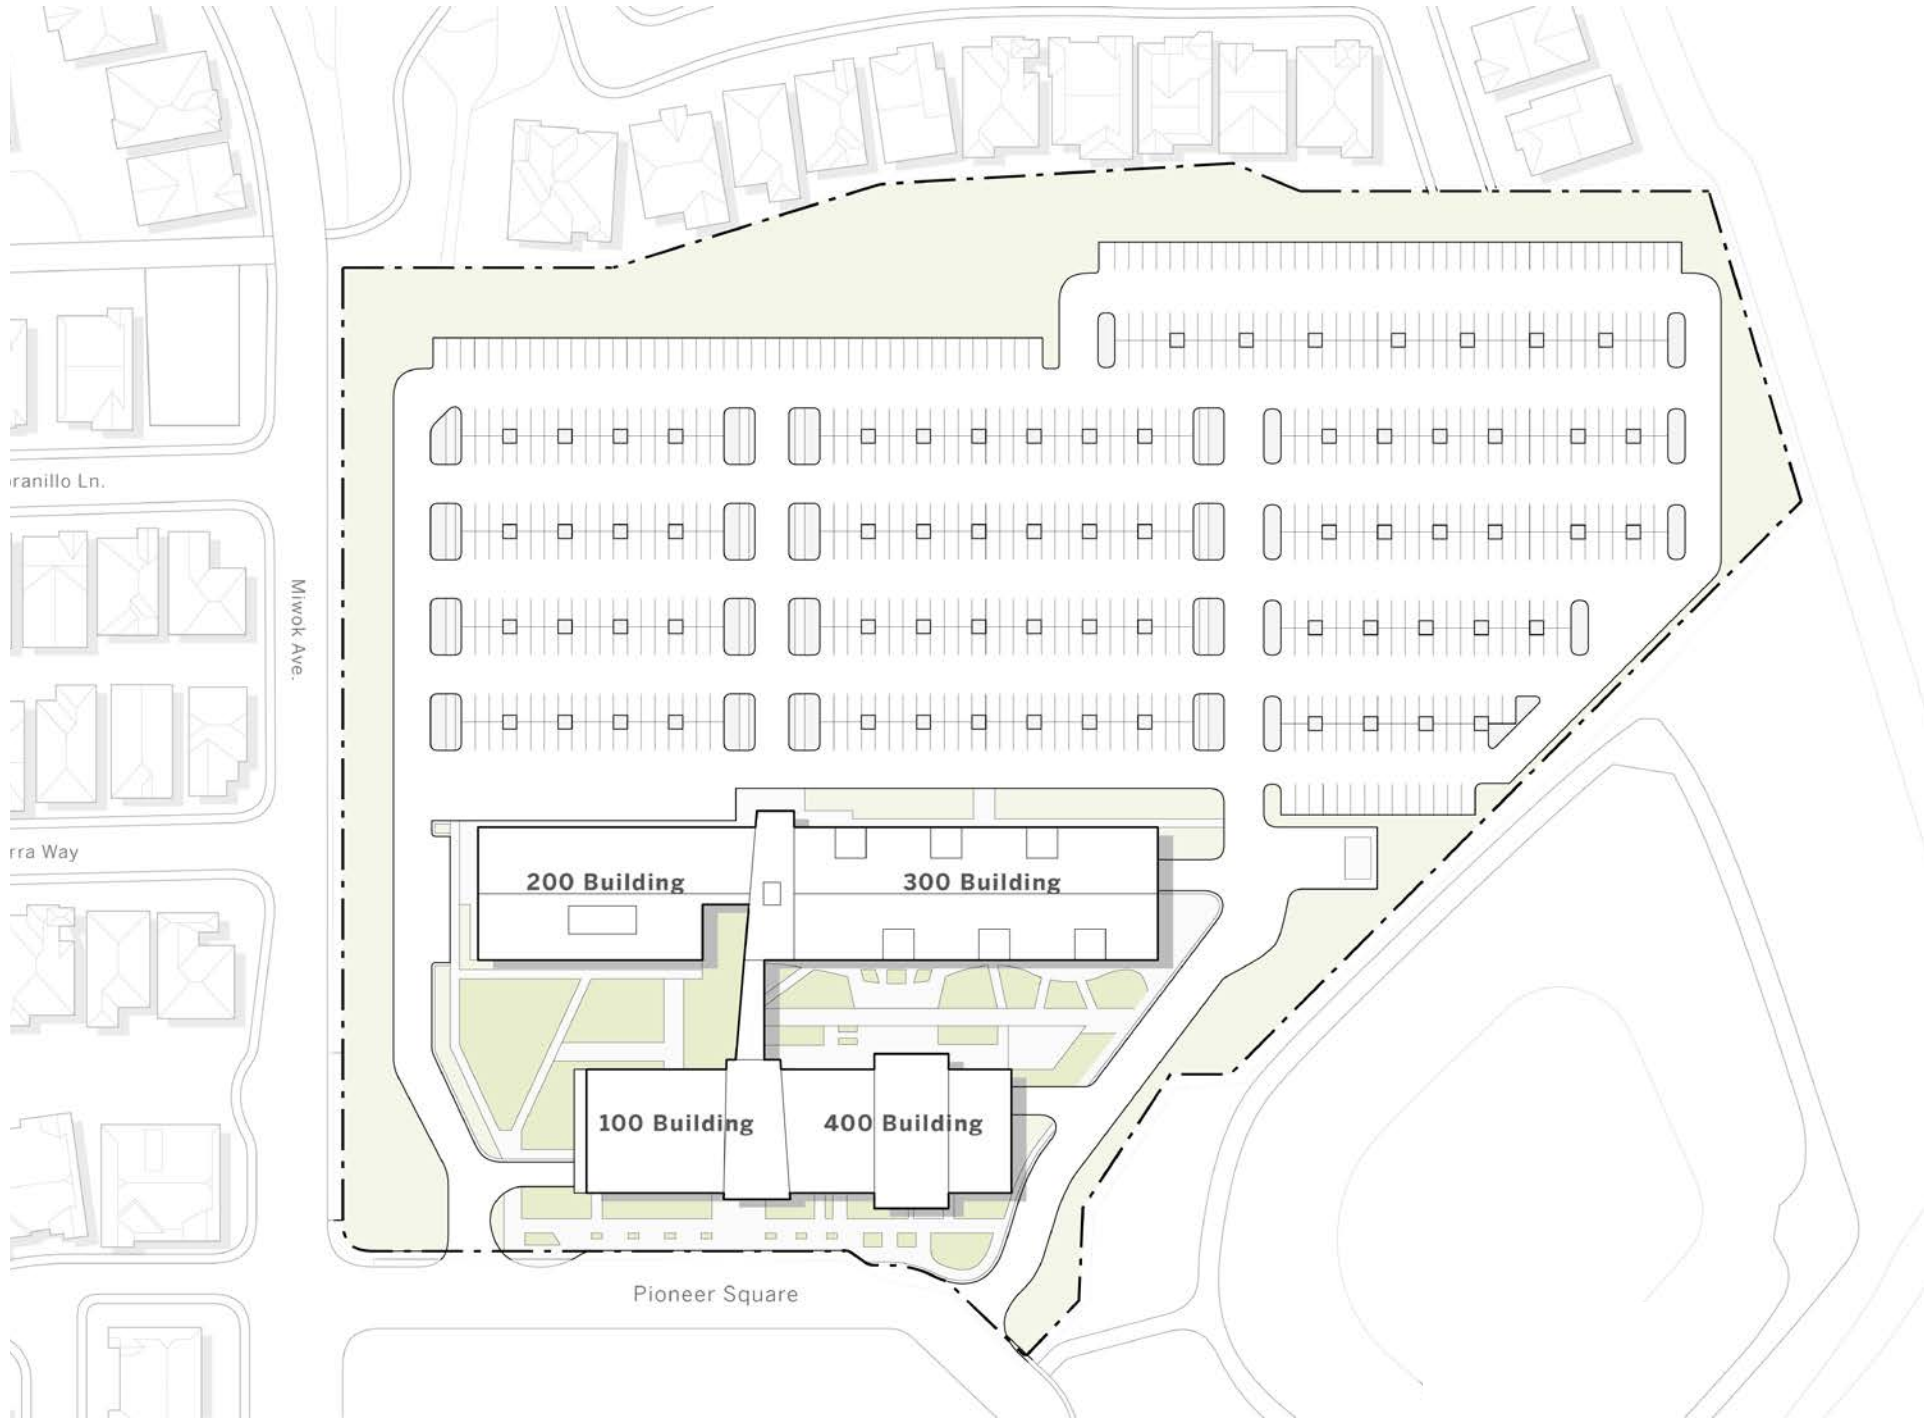 ranillo Ln.
Miwok Ave.
rra Way
200 Building
300 Building
100 Building
400 Building
Pioneer Square